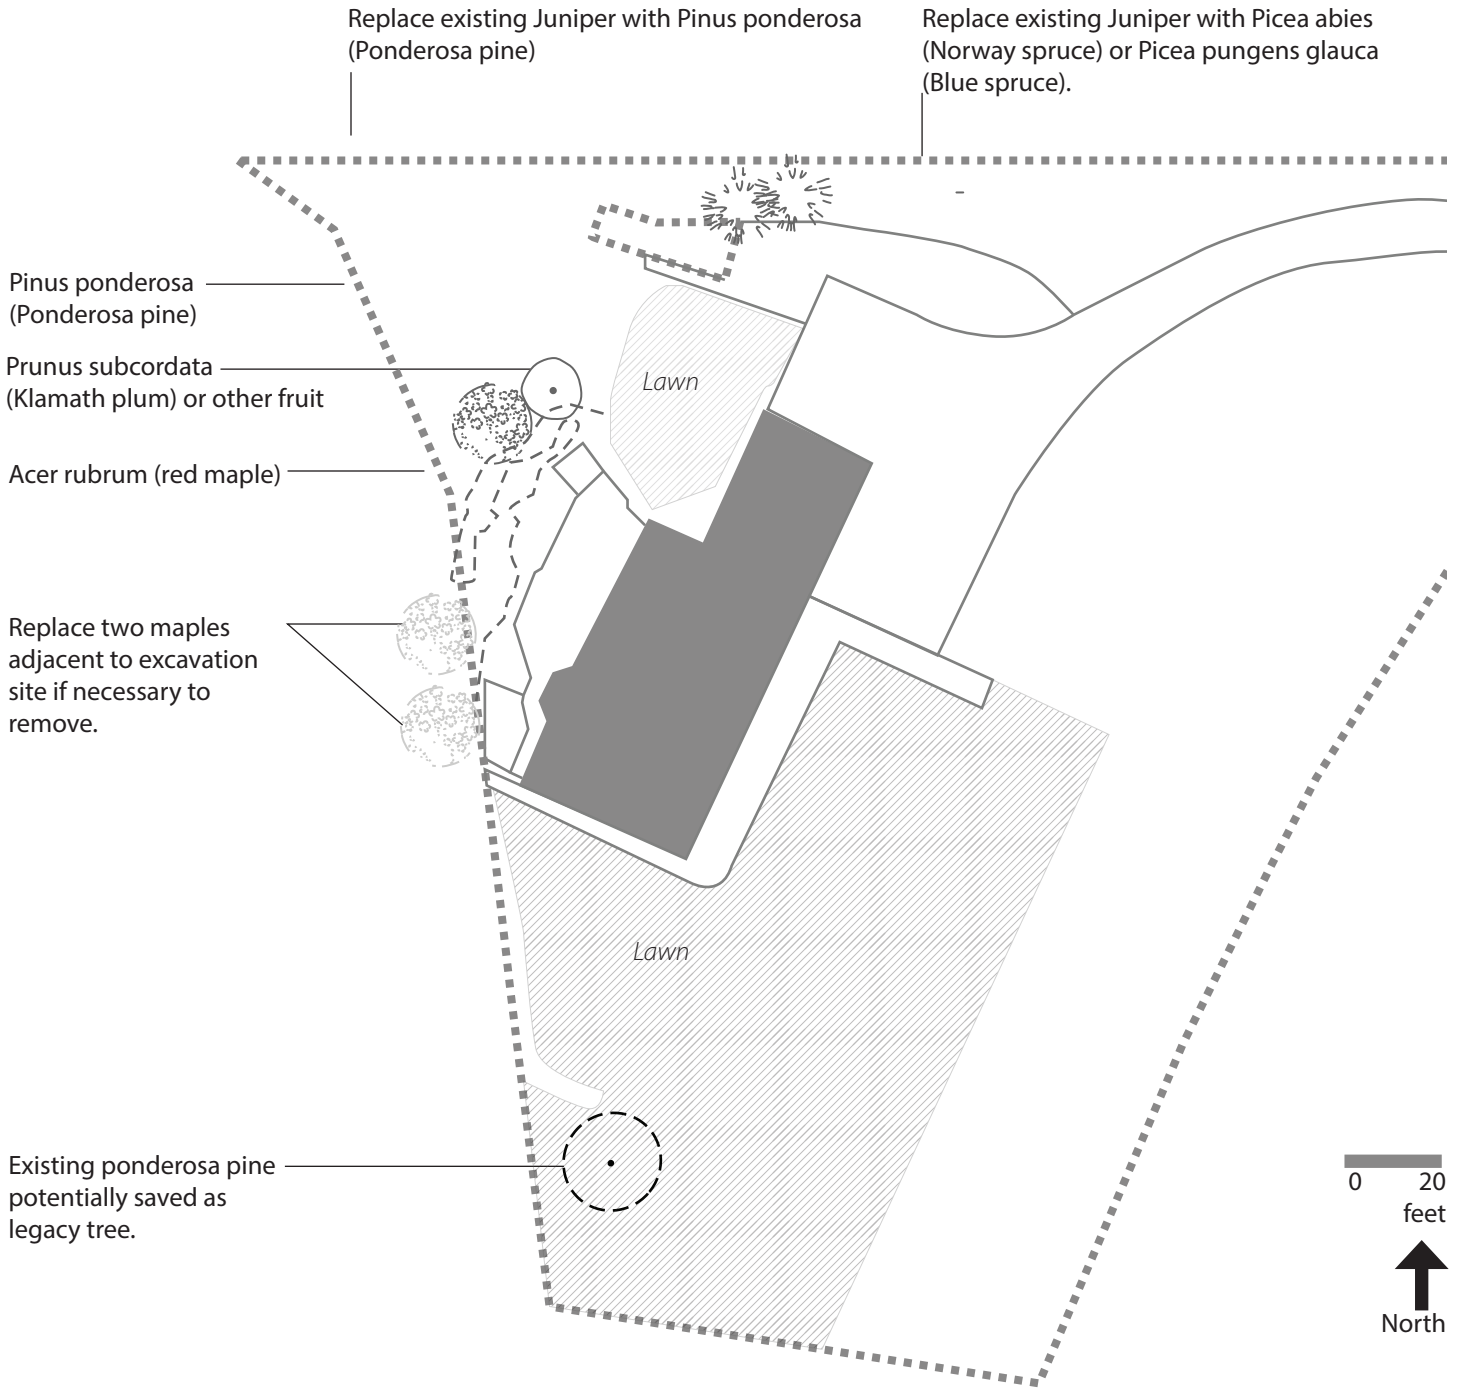 Replace existing Juniper with Pinus ponderosa
(Ponderosa pine)
Replace existing Juniper with Picea abies
(Norway spruce) or Picea pungens glauca
(Blue spruce).
Pinus ponderosa
(Ponderosa pine)
Prunus subcordata
(Klamath plum) or other fruit
Lawn
Acer rubrum (red maple)
Replace two maples
adjacent to excavation
site if necessary to
remove.
Lawn
Existing ponderosa pine
potentially saved as
legacy tree.
0 20
feet
North